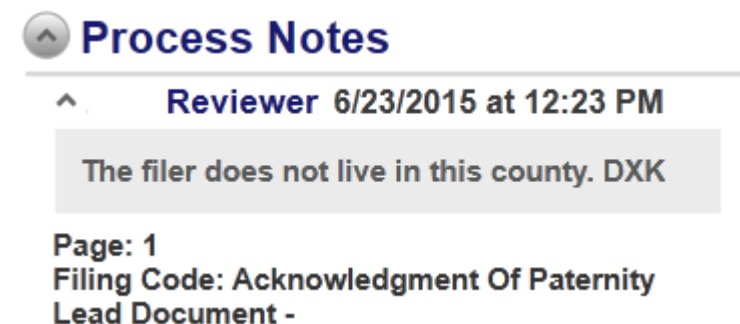 Process Notes
Reviewer 6/23/2015 at 12:23 PM
The filer does not live in this county. DXK
Page: 1
Filing Code: Acknowledgment Of Paternity
Lead Document -